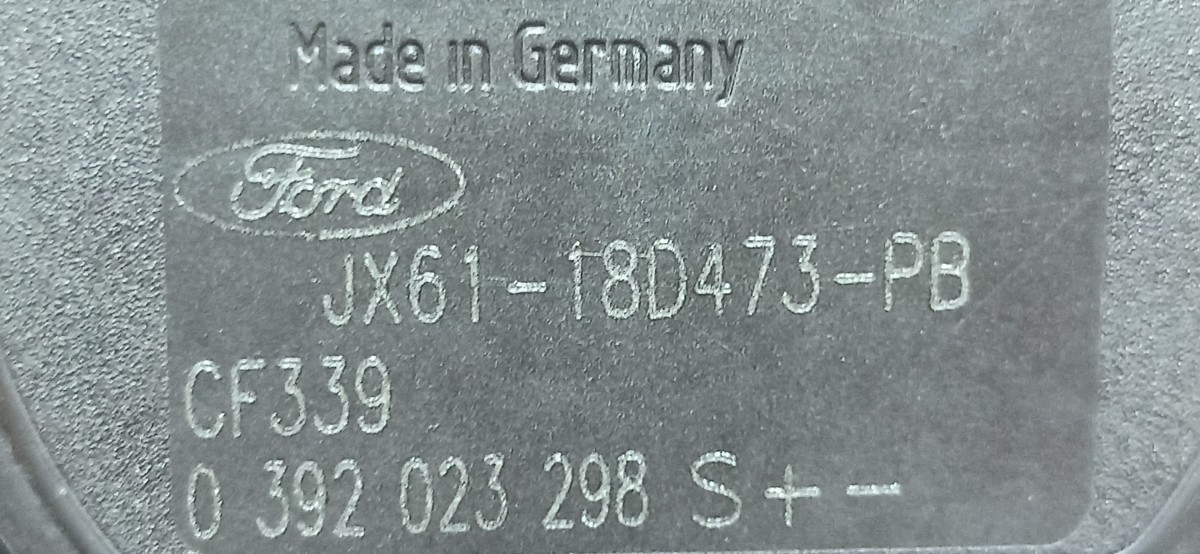 Made in Germany
Ford
JX61-18D473-PB
CF339
0 392 023 298 S + -